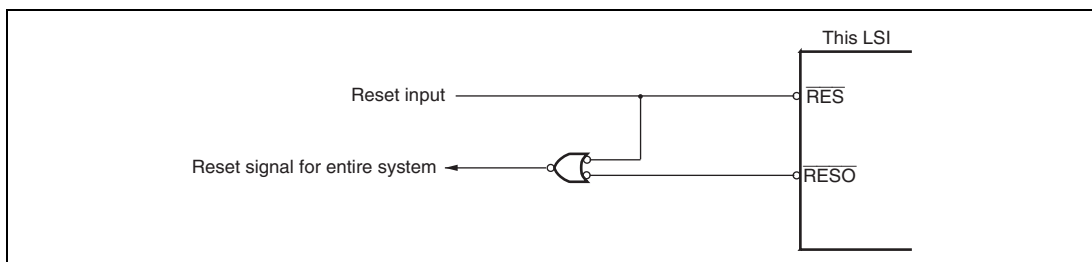 This LSI
Reset input
RES
Reset signal for entire system
RESO